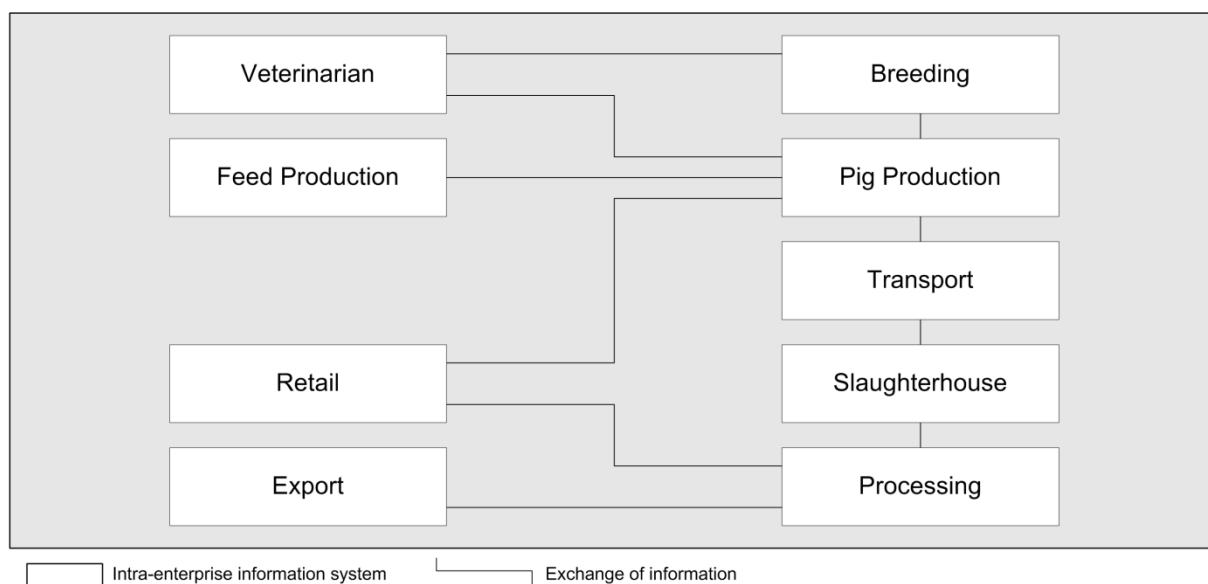 Veterinarian
Breeding
Feed Production
Pig Production
Transport
Retail
Slaughterhouse
Export
Processing
Intra-enterprise information system
Exchange of information